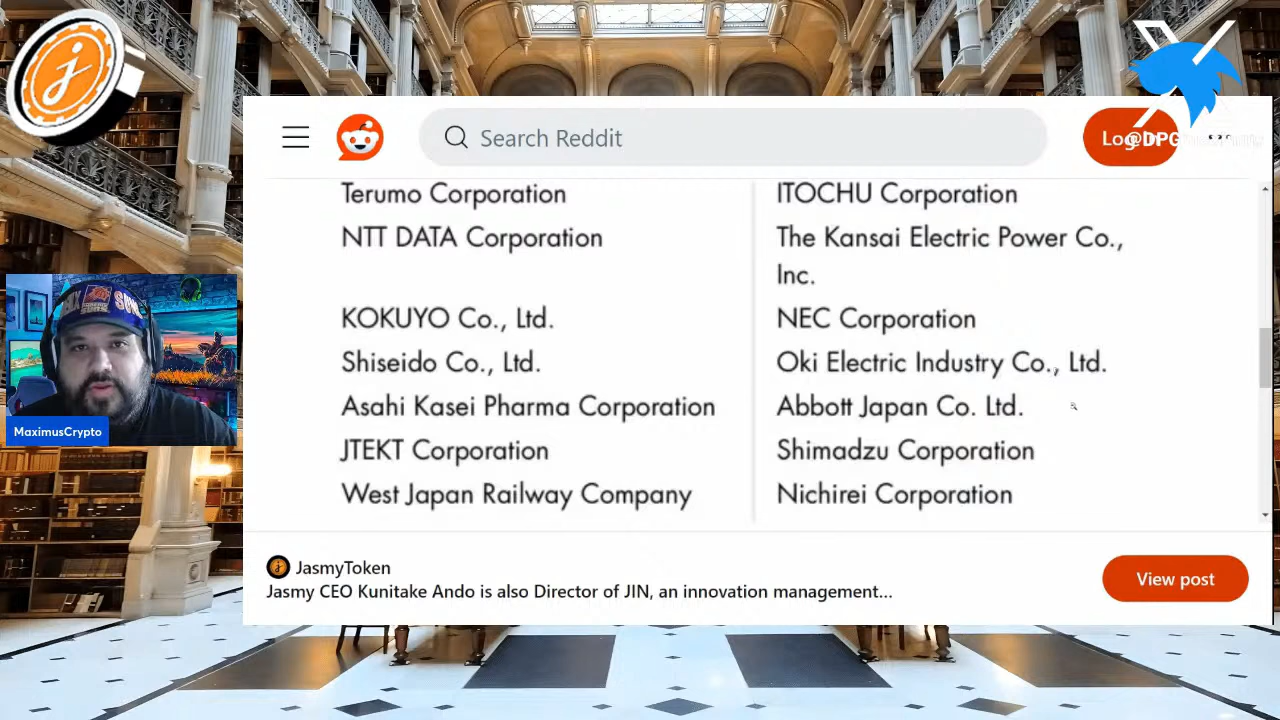 Search Reddit
Log
@DPG
Terumo Corporation
ITOCHU Corporation
NTT DATA Corporation
The Kansai Electric Power Co.,
Inc.
KOKUYO Co., Ltd.
NEC Corporation
Shiseido Co., Ltd.
Oki Electric Industry Co., Ltd.
Asahi Kasei Pharma Corporation
Abbott Japan Co. Ltd.
JTEKT Corporation
Shimadzu Corporation
West Japan Railway Company
Nichirei Corporation
MaximusCrypto
JasmyToken
Jasmy CEO Kunitake Ando is also Director of JIN, an innovation management...
View post